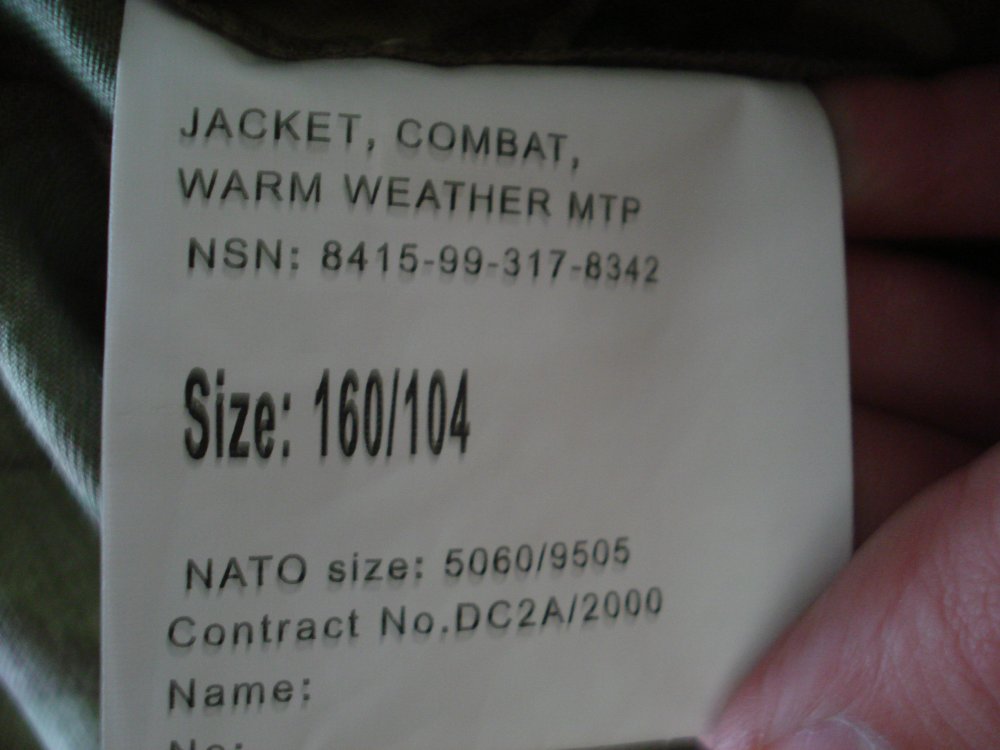 JACKET, COMBAT,
WARM WEATHER MTP
NSN: 8415-99-317-8342
Size: 160/104
NATO size: 5060/9505
Contract No.DC2A/2000
Name:
No: